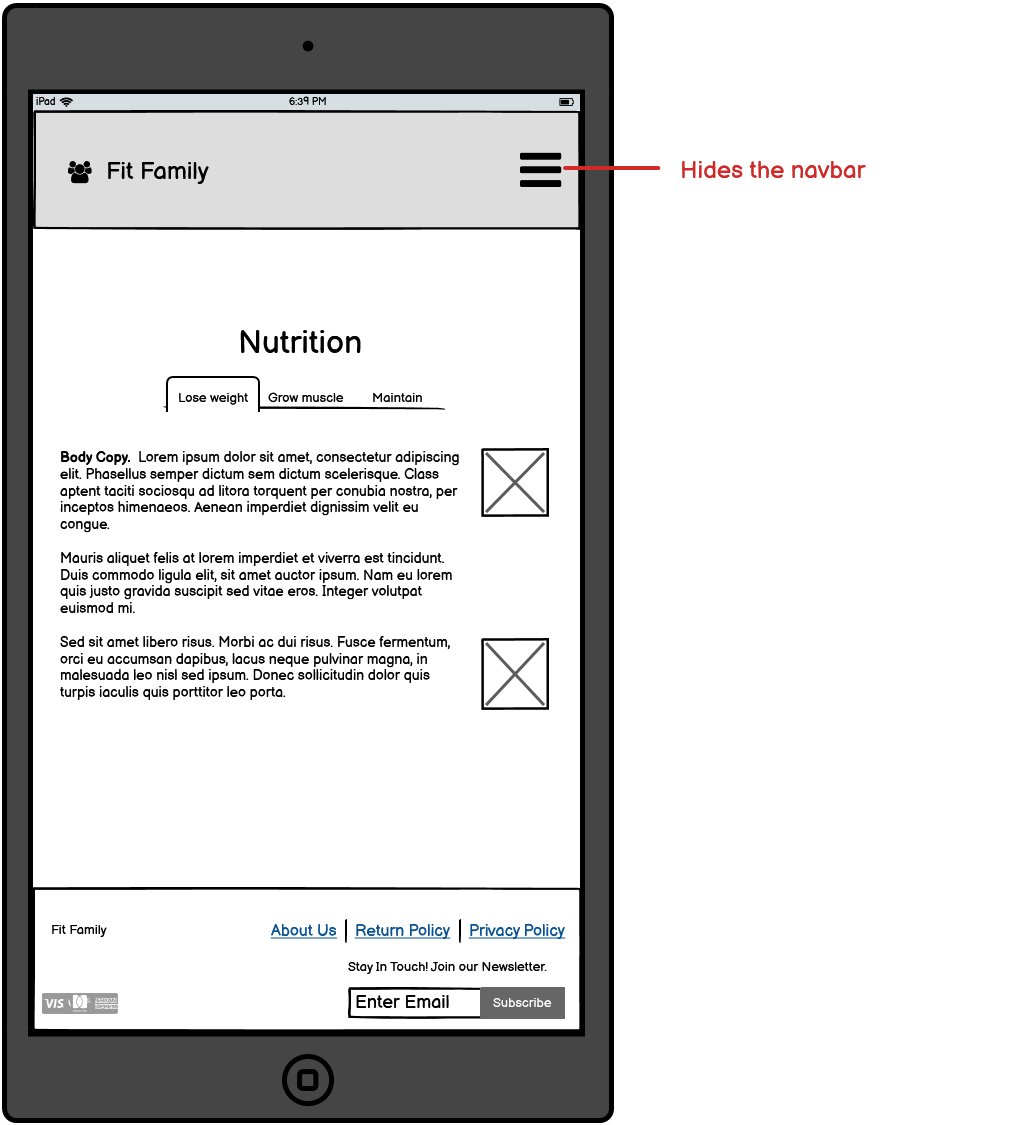 iPad 6:39 PM
Fit Family
Hides the navbar
Nutrition
Lose weight Grow muscle Maintain
Body Copy. Lorem ipsum dolor sit amet, consectetur adipiscing
elit. Phasellus semper dictum sem dictum scelerisque. Class
aptent taciti sociosqu ad litora torquent per conubia nostra, per
inceptos himenaeos. Aenean imperdiet dignissim velit eu
congue.
Mauris aliquet felis at lorem imperdiet et viverra est tincidunt.
Duis commodo ligula elit, sit amet auctor ipsum. Nam eu lorem
quis justo gravida suscipit sed vitae eros. Integer volutpat
euismod mi.
Sed sit amet libero risus. Morbi ac dui risus. Fusce fermentum,
orci eu accumsan dapibus, lacus neque pulvinar magna, in
malesuada leo nisl sed ipsum. Donec sollicitudin dolor quis
turpis iaculis quis porttitor leo porta.
Fit Family
About Us Return Policy Privacy Policy
Stay In Touch! Join our Newsletter.
VIS
Enter Email Subscribe